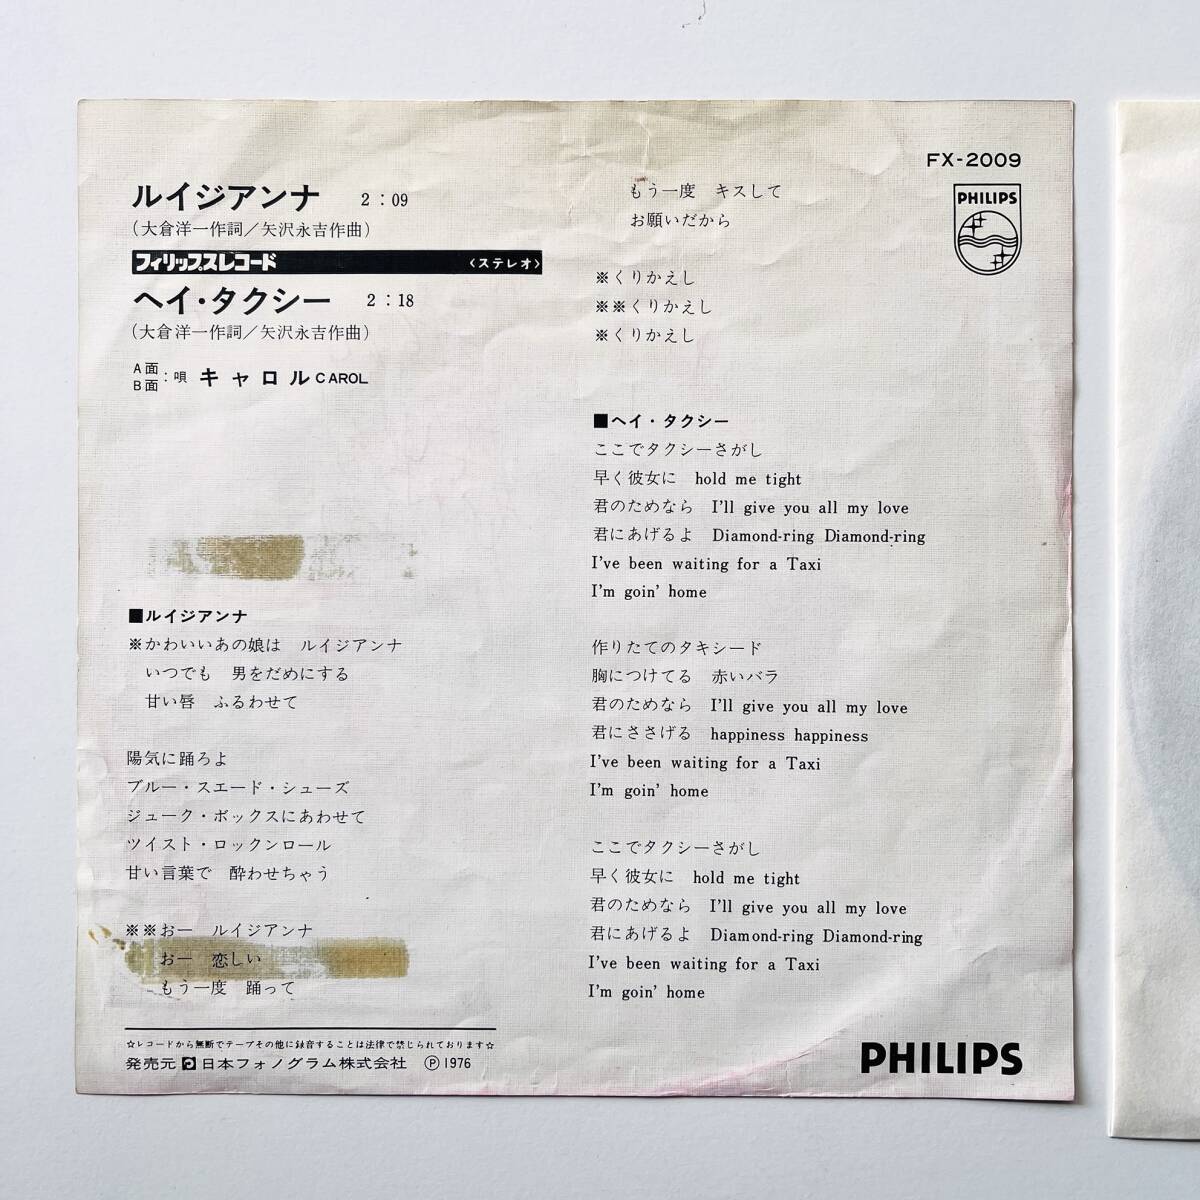 ルイジアンナ 2：09
（大倉洋一作詞／矢沢永吉作曲）
フィリップスレコード 〈ステレオ〉
ヘイ・タクシー 2：18
（大倉洋一作詞／矢沢永吉作曲）
A面
B面：唄 キャロル CAROL
■ルイジアンナ
※かわいいあの娘は ルイジアンナ
いつでも 男をだめにする
甘い唇 ふるわせて
陽気に踊ろよ
ブルー・スエード・シューズ
ジューク・ボックスにあわせて
ツイスト・ロックンロール
甘い言葉で 酔わせちゃう
※※おー ルイジアンナ
おー 恋しい
もう一度 踊って
☆レコードから無断でテープその他に録音することは法律で禁じられております☆
発売元 日本フォノグラム株式会社 Ⓟ1976
FX-2009
PHILIPS
もう一度 キスして
お願いだから
※くりかえし
※※くりかえし
※くりかえし
■ヘイ・タクシー
ここでタクシーさがし
早く彼女に hold me tight
君のためなら I'll give you all my love
君にあげるよ Diamond-ring Diamond-ring
I've been waiting for a Taxi
I'm goin' home
作りたてのタキシード
胸につけてる 赤いバラ
君のためなら I'll give you all my love
君にささげる happiness happiness
I've been waiting for a Taxi
I'm goin' home
ここでタクシーさがし
早く彼女に hold me tight
君のためなら I'll give you all my love
君にあげるよ Diamond-ring Diamond-ring
I've been waiting for a Taxi
I'm goin' home
PHILIPS